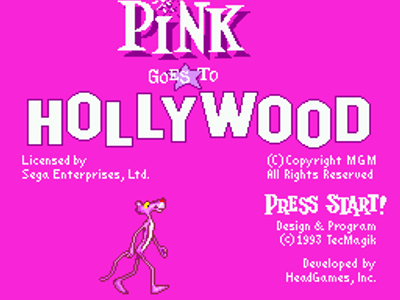 PINK
GOES TO
HOLLYWOOD
Licensed by
Sega Enterprises, Ltd.
(C)Copyright MGM
All Rights Reserved
PRESS START!
Design & Program
(c)1993 TecMagik
Developed by
HeadGames, Inc.